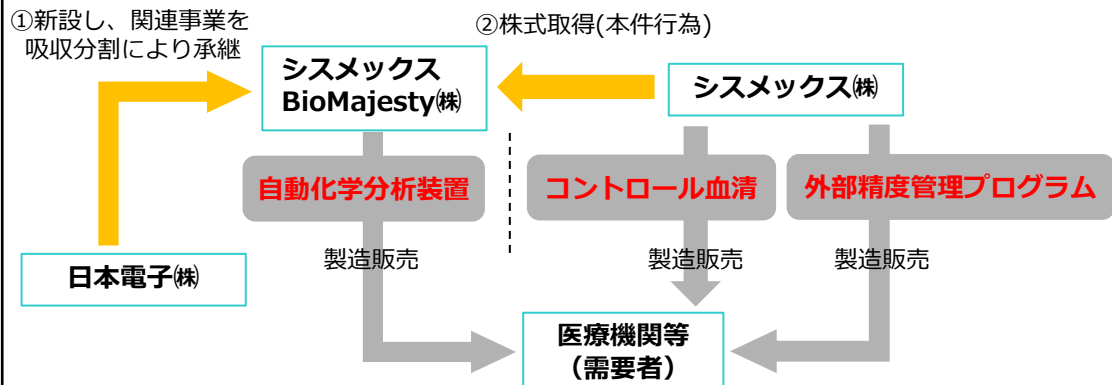 ①新設し、関連事業を
吸収分割により承継
②株式取得(本件行為)
シスメックス
BioMajesty㈱
シスメックス㈱
自動化学分析装置
コントロール血清
外部精度管理プログラム
日本電子㈱
製造販売
製造販売
製造販売
医療機関等
（需要者）